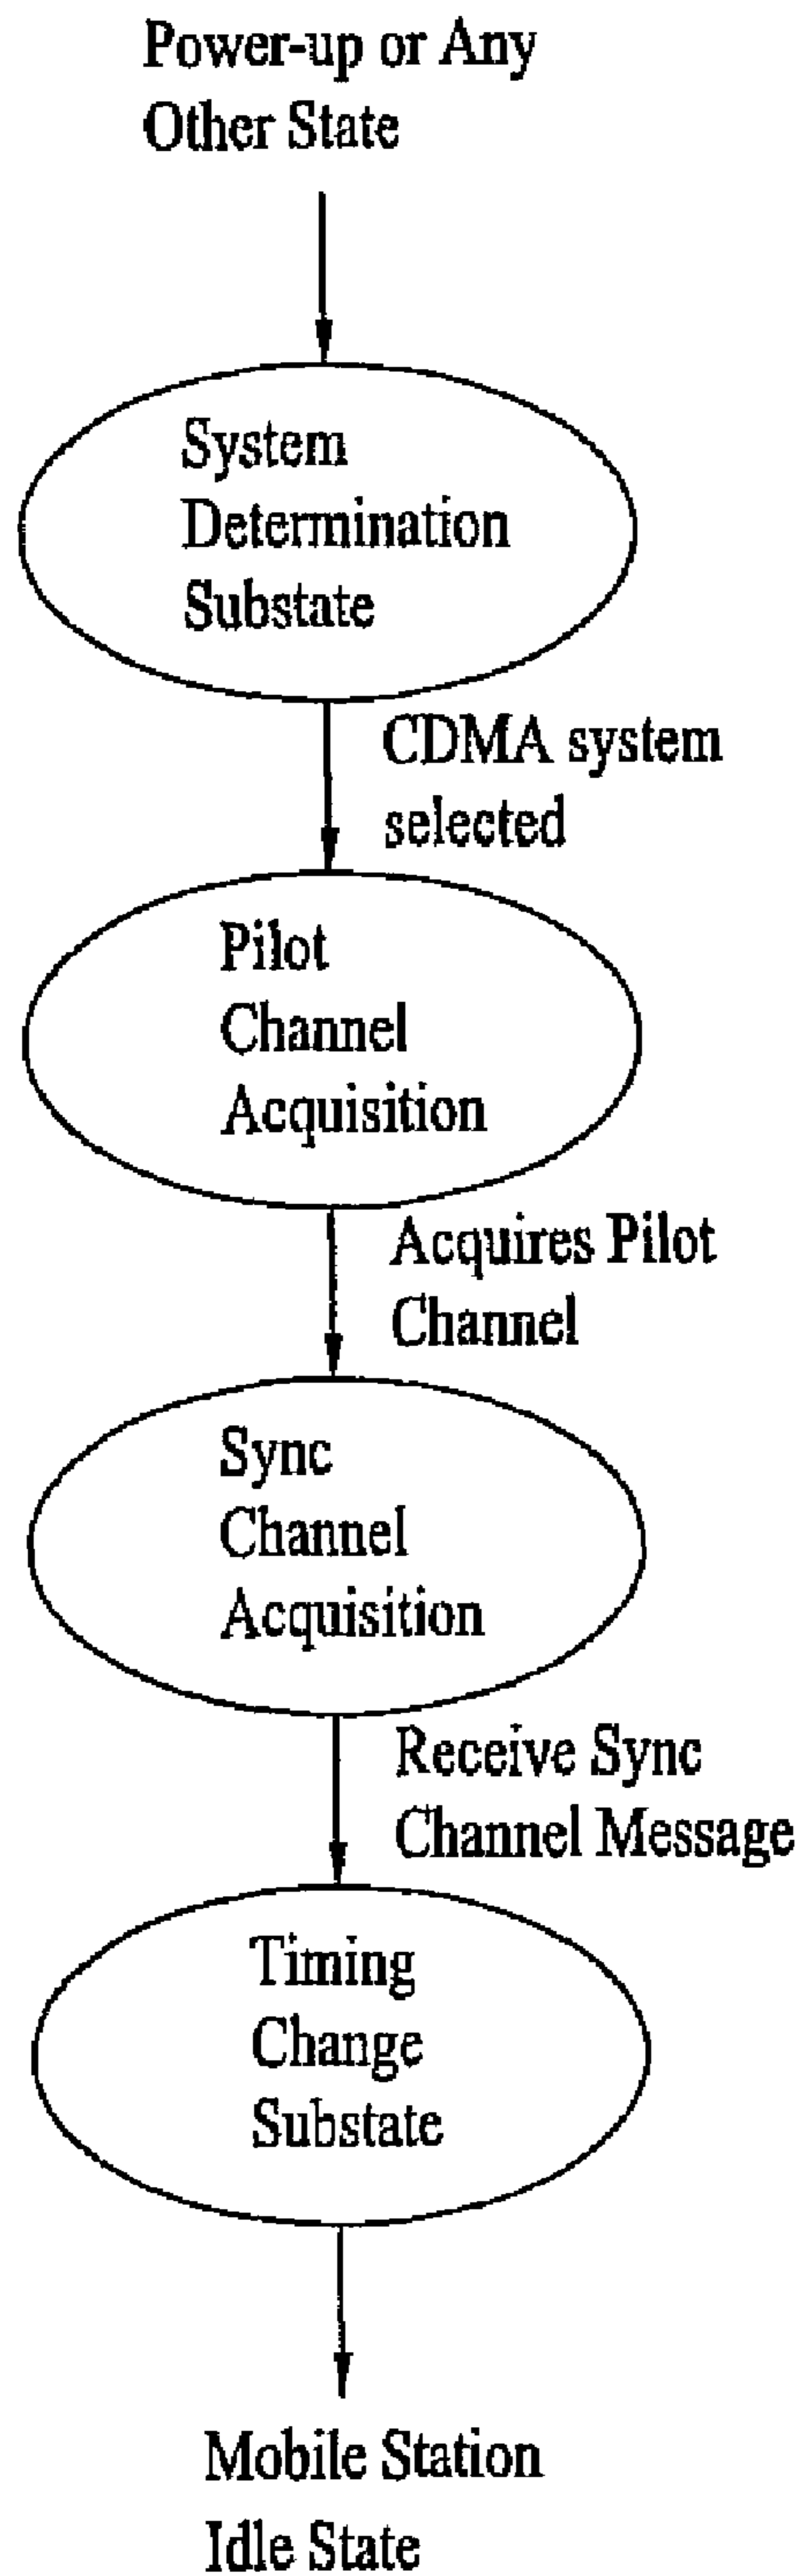 Power-up or Any
Other State
System
Determination
Substate
CDMA system
selected
Pilot
Channel
Acquisition
Acquires Pilot
Channel
Sync
Channel
Acquisition
Receive Sync
Channel Message
Timing
Change
Substate
Mobile Station
Idle State